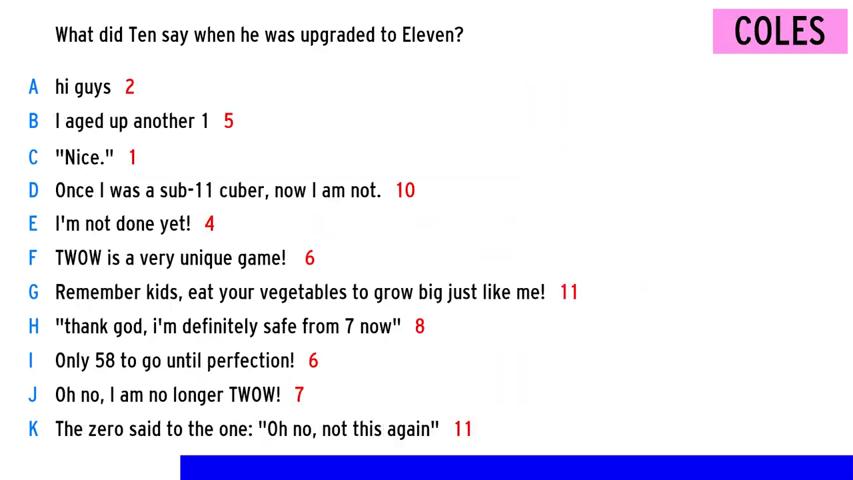 What did Ten say when he was upgraded to Eleven?
COLES
A hi guys 2
B I aged up another 1 5
C "Nice." 1
D Once I was a sub-11 cuber, now I am not. 10
E I'm not done yet! 4
F TWOW is a very unique game! 6
G Remember kids, eat your vegetables to grow big just like me! 11
H "thank god, i'm definitely safe from 7 now" 8
I Only 58 to go until perfection! 6
J Oh no, I am no longer TWOW! 7
K The zero said to the one: "Oh no, not this again" 11